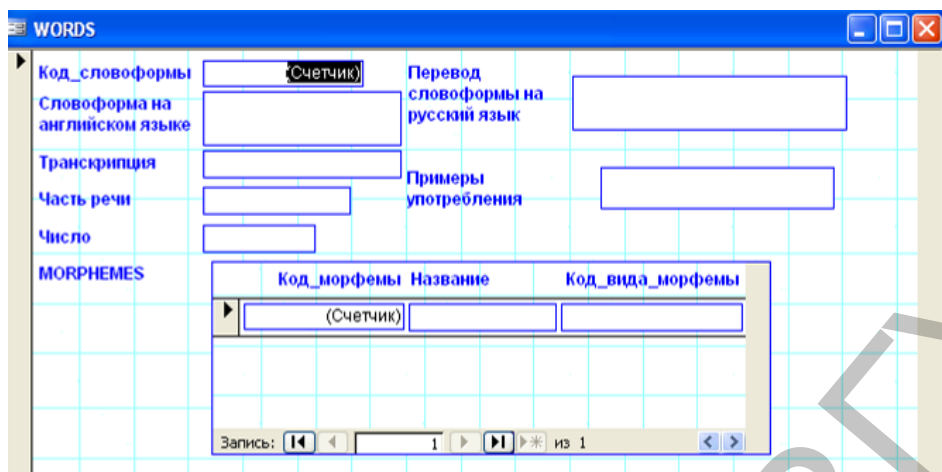 WORDS
Код_словоформы
(Счетчик)
Перевод
словоформы на
русский язык
Словоформа на
английском языке
Транскрипция
Примеры
употребления
Часть речи
Число
MORPHEMES
Код_морфемы Название Код_вида_морфемы
(Счетчик)
Запись: 1 из 1